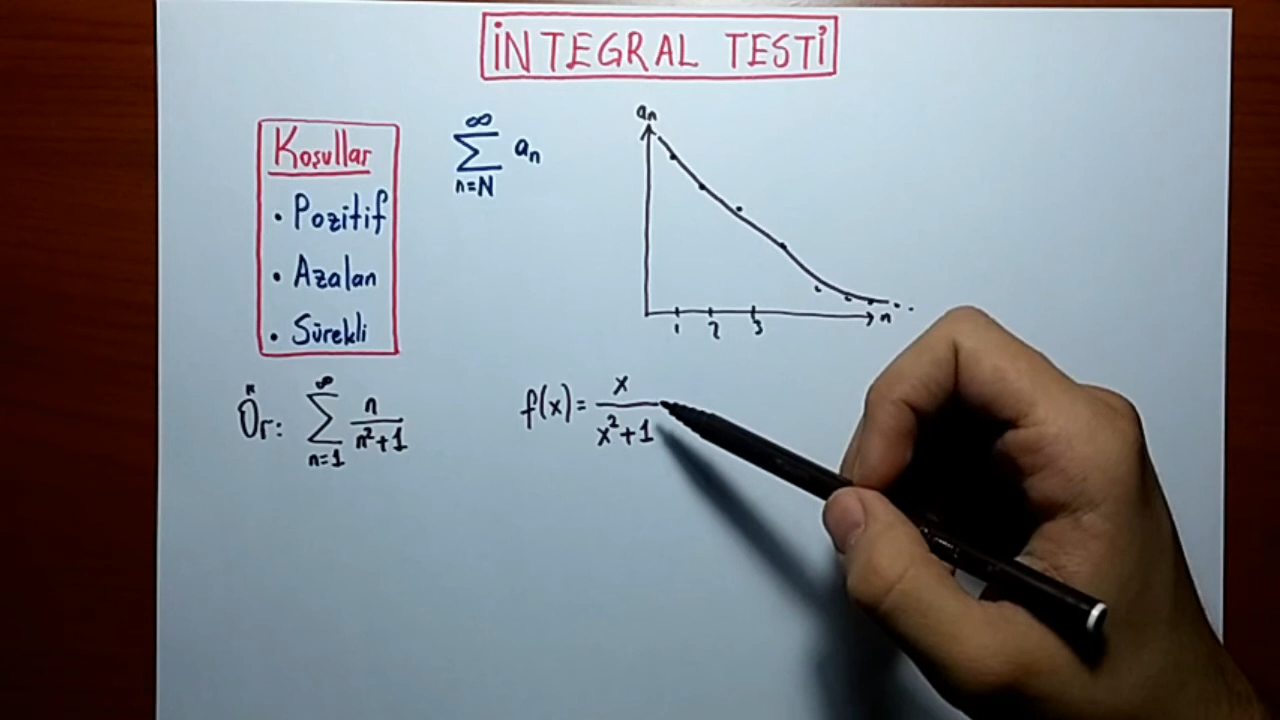 İNTEGRAL TESTİ
Koşullar
• Pozitif
• Azalan
• Sürekli
∞
∑ aₙ
n=N
aₙ
1 2 3 n
Ör: ∞
∑ n/(n²+1)
n=1
f(x)= x/(x²+1)